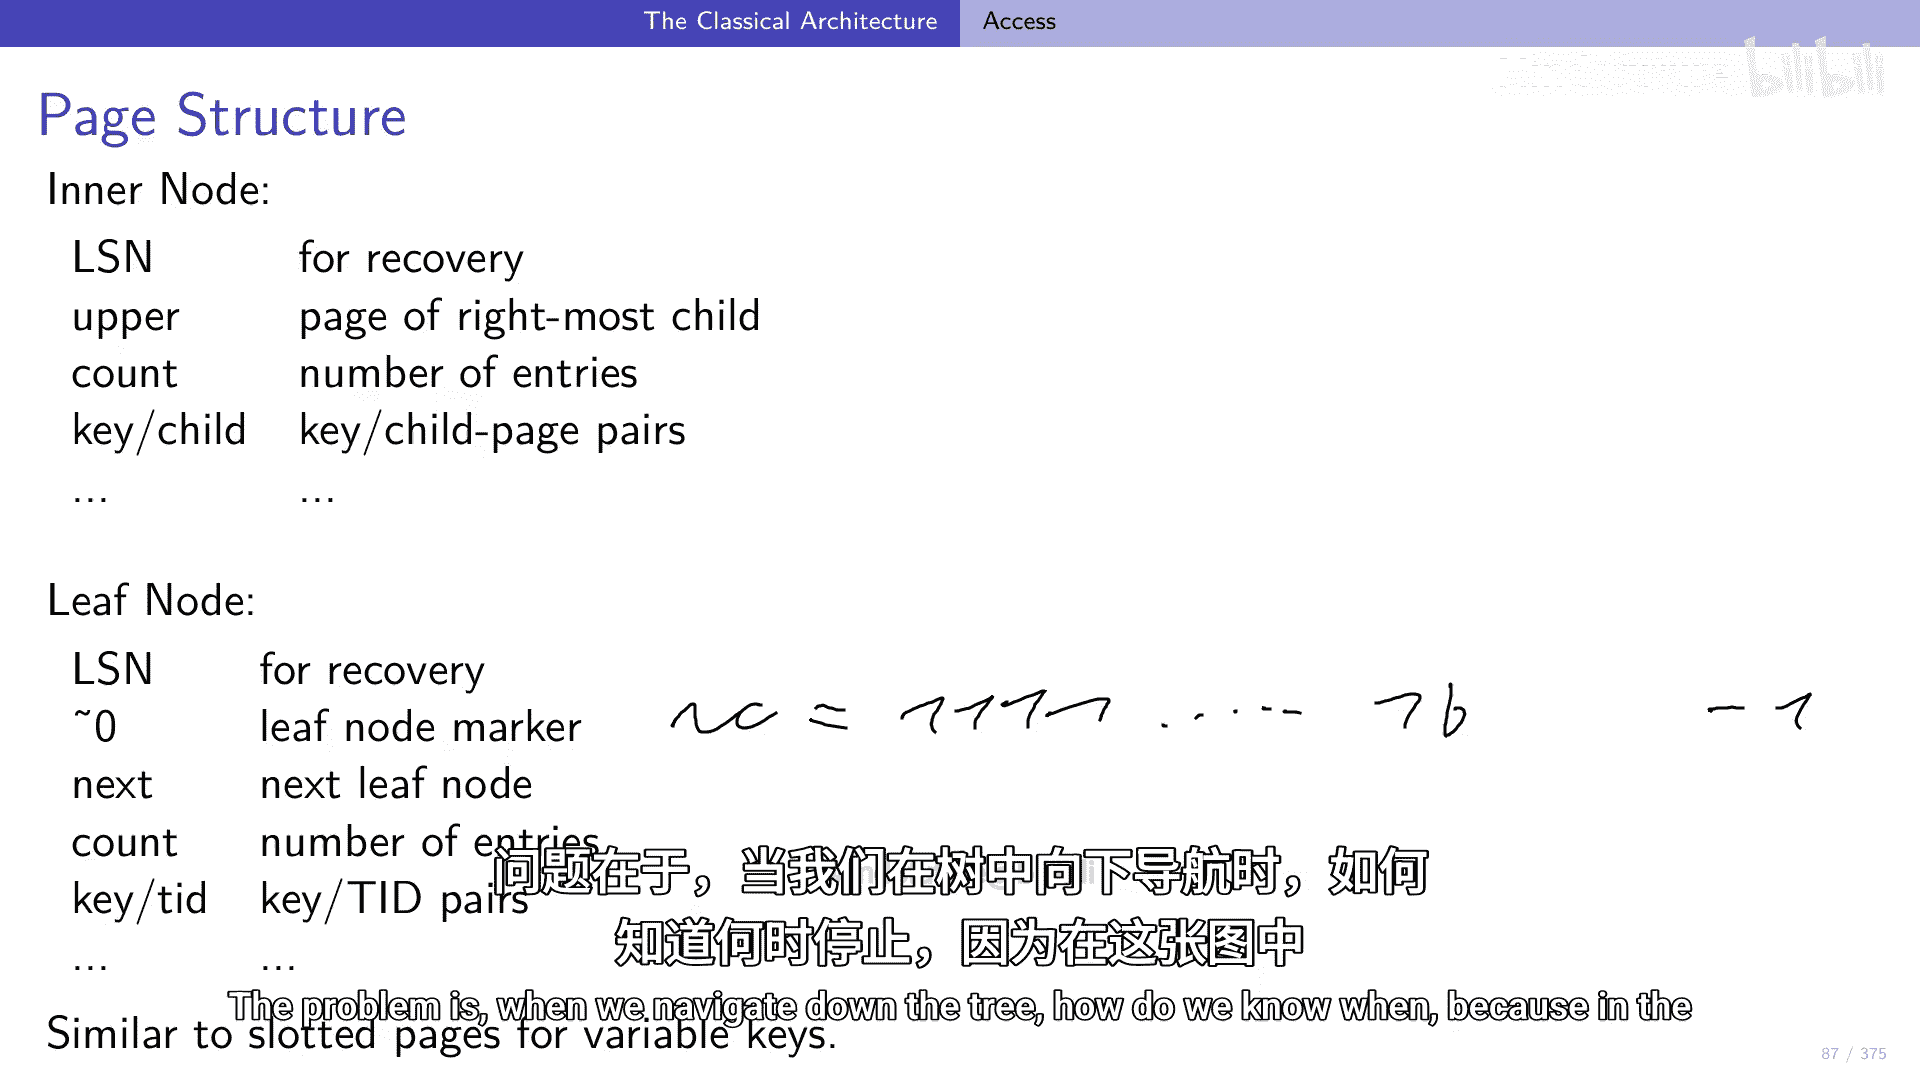 The Classical Architecture Access
bilibili
Page Structure
Inner Node:
LSN for recovery
upper page of right-most child
count number of entries
key/child key/child-page pairs
... ...
Leaf Node:
LSN for recovery
~0 leaf node marker
= 1111 ..... 1b -1
next next leaf node
count number of entries
key/tid key/TID pairs
... ...
问题在于，当我们在树中向下导航时，如何
知道何时停止，因为在这张图中
The problem is, when we navigate down the tree, how do we know when, because in the
Similar to slotted pages for variable keys.
87 / 375